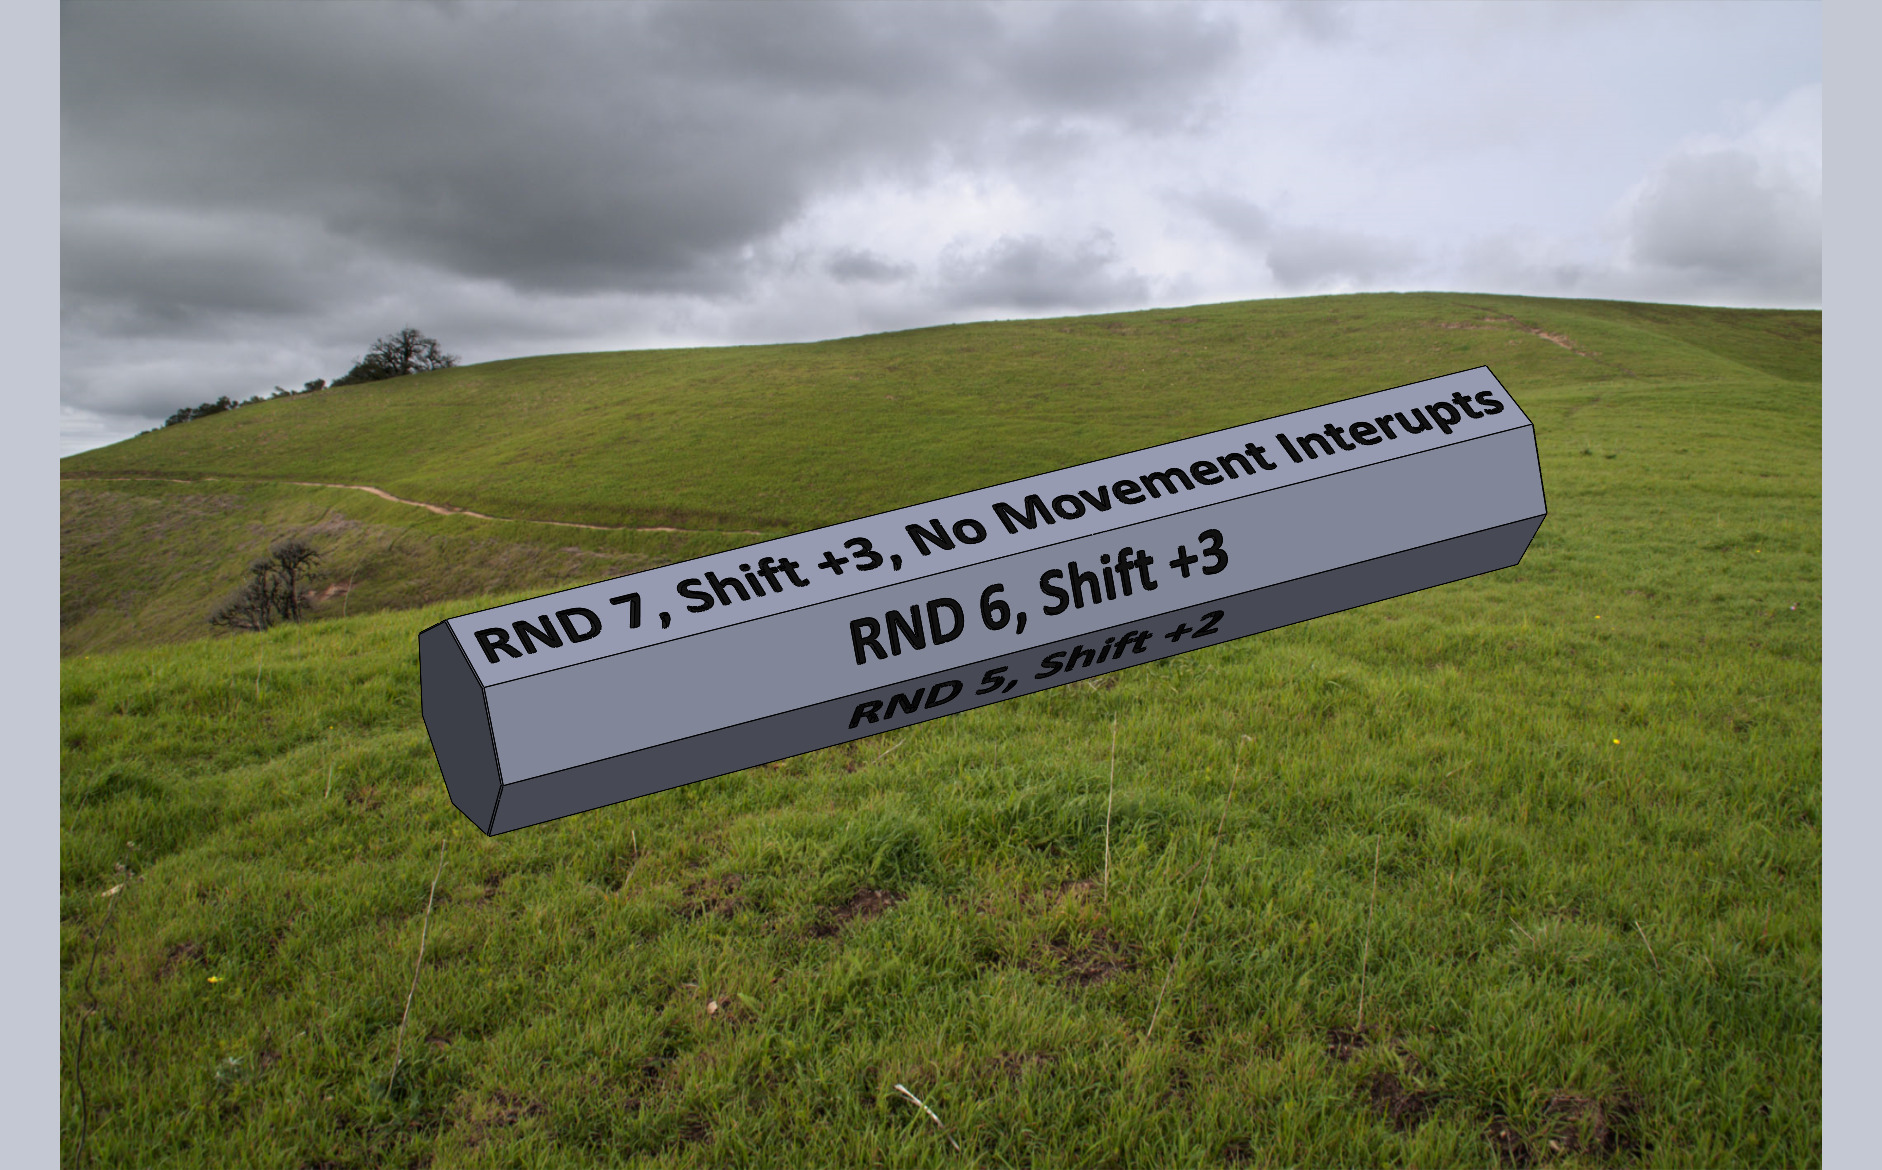 RND 7, Shift +3, No Movement Interupts
RND 6, Shift +3
RND 5, Shift +2